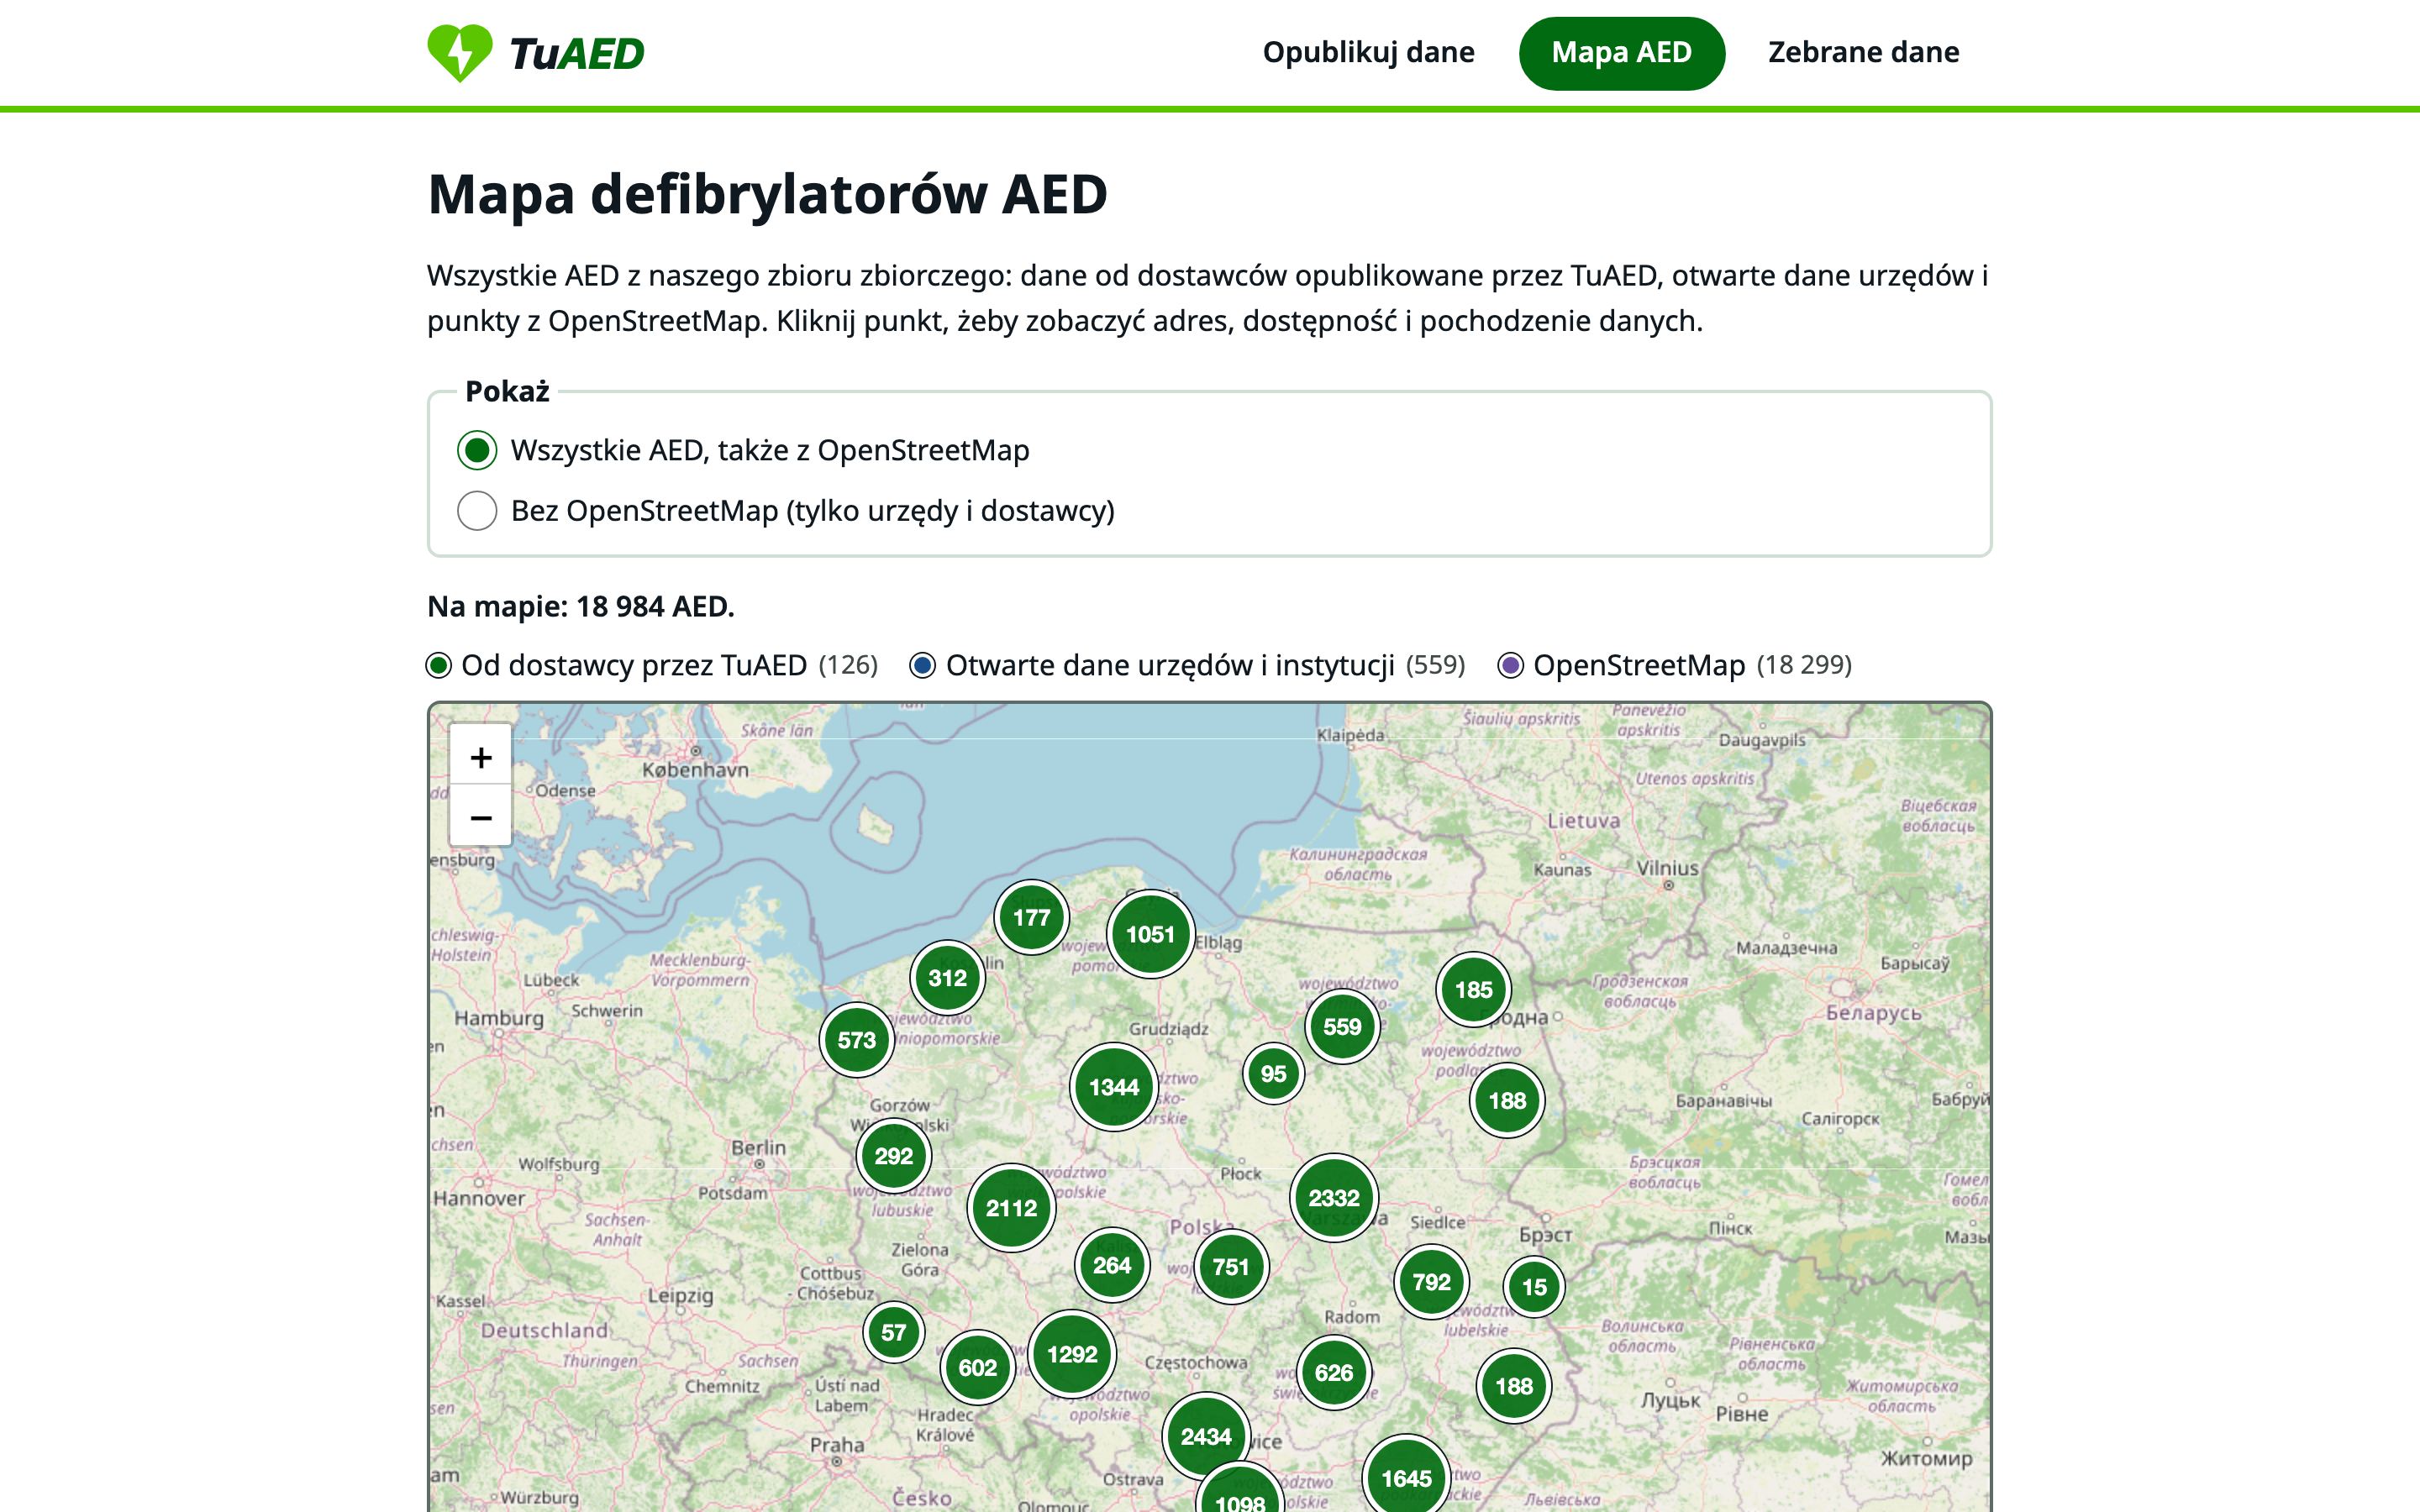 TuAED
Opublikuj dane
Mapa AED
Zebrane dane
Mapa defibrylatorów AED
Wszystkie AED z naszego zbioru zbiorczego: dane od dostawców opublikowane przez TuAED, otwarte dane urzędów i
punkty z OpenStreetMap. Kliknij punkt, żeby zobaczyć adres, dostępność i pochodzenie danych.
Pokaż
Wszystkie AED, także z OpenStreetMap
Bez OpenStreetMap (tylko urzędy i dostawcy)
Na mapie: 18 984 AED.
Od dostawcy przez TuAED (126)
Otwarte dane urzędów i instytucji (559)
OpenStreetMap (18 299)
+
−
Skåne län
København
Odense
Klaipėda
Šiaulių apskritis
Panevėžio
apskritis
Daugavpils
Utenos apskritis
Віцебская
вобласць
Lietuva
Калининградская
область
Kaunas
Vilnius
177
1051
Elbląg
312
573
Lübeck
Schwerin
Hamburg
Mecklenburg-
Vorpommern
Holstein
Grudziądz
województwo
559
185
Гродзенская
вобласць
Маладзечна
Барысаў
Беларусь
1344
95
województwo
188
Баранавічы
Салігорск
Gorzów
292
Berlin
Potsdam
Wolfsburg
Hannover
Sachsen-
Anhalt
2112
Płock
2332
Siedlce
Брэст
Брэсцкая
вобласць
Пінск
lubuskie
Zielona
Góra
Polska
264
751
792
15
Cottbus
- Chóśebuz
Leipzig
Kassel
Deutschland
Thüringen
Sachsen
Chemnitz
57
602
1292
Częstochowa
Radom
626
lubelskie
188
Волинська
область
Рівненська
область
Луцьк
Рівне
Житомирська
область
Житомир
Ústí nad
Labem
Hradec
Králové
opolskie
Praha
2434
1098
1645
Ostrava
Olomouc
Česko
Würzburg
Львівська